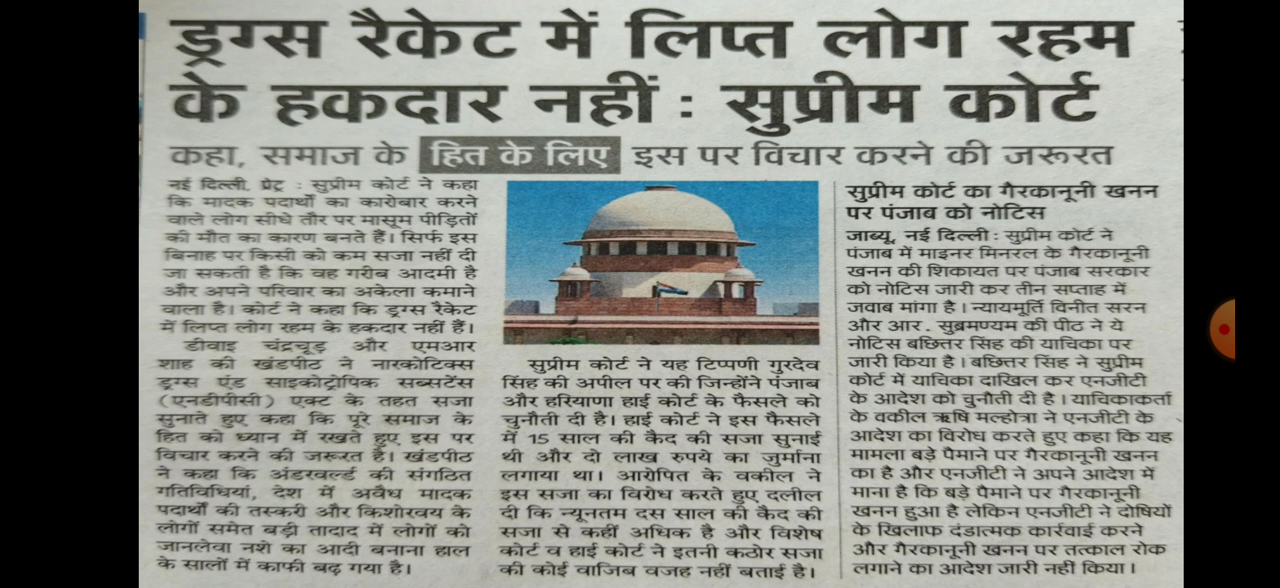 ड्रग्स रैकेट में लिप्त लोग रहम
के हकदार नहीं : सुप्रीम कोर्ट
कहा, समाज के हित के लिए इस पर विचार करने की जरूरत
नई दिल्ली, प्रेट्र : सुप्रीम कोर्ट ने कहा
कि मादक पदार्थों का कारोबार करने
वाले लोग सीधे तौर पर मासूम पीड़ितों
की मौत का कारण बनते हैं। सिर्फ इस
बिनाह पर किसी को कम सजा नहीं दी
जा सकती है कि वह गरीब आदमी है
और अपने परिवार का अकेला कमाने
वाला है। कोर्ट ने कहा कि ड्रग्स रैकेट
में लिप्त लोग रहम के हकदार नहीं हैं।
डीवाई चंद्रचूड़ और एमआर
शाह की खंडपीठ ने नारकोटिक्स
ड्रग्स एंड साइकोट्रोपिक सब्सटेंस
(एनडीपीसी) एक्ट के तहत सजा
सुनाते हुए कहा कि पूरे समाज के
हित को ध्यान में रखते हुए इस पर
विचार करने की जरूरत है। खंडपीठ
ने कहा कि अंडरवर्ल्ड की संगठित
गतिविधियां, देश में अवैध मादक
पदार्थों की तस्करी और किशोरवय के
लोगों समेत बड़ी तादाद में लोगों को
जानलेवा नशे का आदी बनाना हाल
के सालों में काफी बढ़ गया है।
सुप्रीम कोर्ट ने यह टिप्पणी गुरदेव
सिंह की अपील पर की जिन्होंने पंजाब
और हरियाणा हाई कोर्ट के फैसले को
चुनौती दी है। हाई कोर्ट ने इस फैसले
में 15 साल की कैद की सजा सुनाई
थी और दो लाख रुपये का जुर्माना
लगाया था। आरोपित के वकील ने
इस सजा का विरोध करते हुए दलील
दी कि न्यूनतम दस साल की कैद की
सजा से कहीं अधिक है और विशेष
कोर्ट व हाई कोर्ट ने इतनी कठोर सजा
की कोई वाजिब वजह नहीं बताई है।
सुप्रीम कोर्ट का गैरकानूनी खनन
पर पंजाब को नोटिस
जाब्यू, नई दिल्ली : सुप्रीम कोर्ट ने
पंजाब में माइनर मिनरल के गैरकानूनी
खनन की शिकायत पर पंजाब सरकार
को नोटिस जारी कर तीन सप्ताह में
जवाब मांगा है। न्यायमूर्ति विनीत सरन
और आर. सुब्रमण्यम की पीठ ने ये
नोटिस बछित्तर सिंह की याचिका पर
जारी किया है। बछित्तर सिंह ने सुप्रीम
कोर्ट में याचिका दाखिल कर एनजीटी
के आदेश को चुनौती दी है। याचिकाकर्ता
के वकील ऋषि मल्होत्रा ने एनजीटी के
आदेश का विरोध करते हुए कहा कि यह
मामला बड़े पैमाने पर गैरकानूनी खनन
का है और एनजीटी ने अपने आदेश में
माना है कि बड़े पैमाने पर गैरकानूनी
खनन हुआ है लेकिन एनजीटी ने दोषियों
के खिलाफ दंडात्मक कार्रवाई करने
और गैरकानूनी खनन पर तत्काल रोक
लगाने का आदेश जारी नहीं किया।